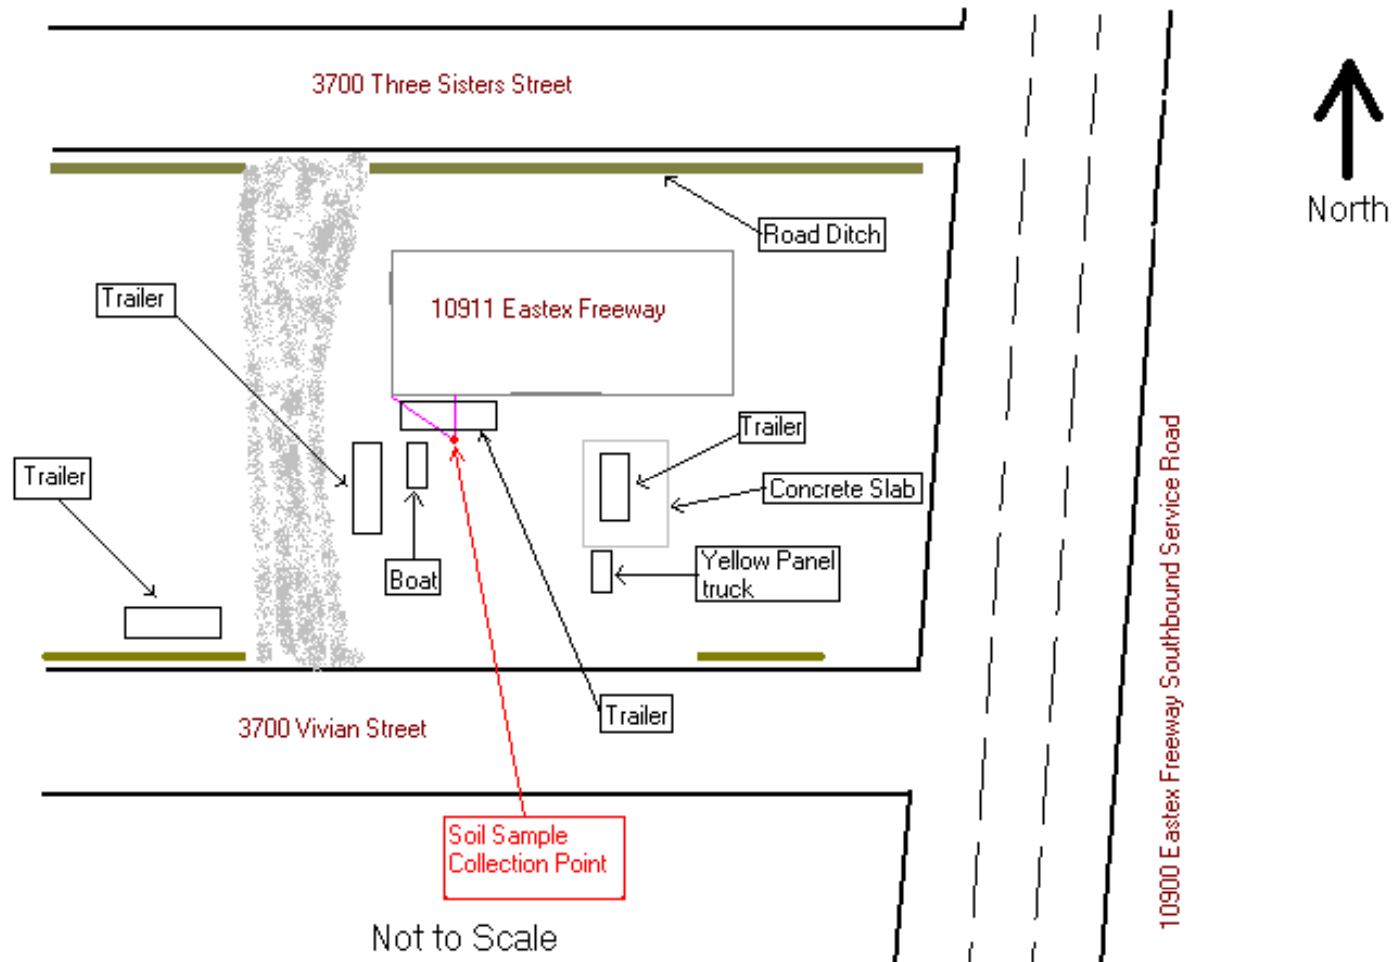 3700 Three Sisters Street
North
Road Ditch
Trailer
10911 Eastex Freeway
Trailer
Trailer
Concrete Slab
Boat
Yellow Panel
truck
Trailer
3700 Vivian Street
10900 Eastex Freeway Southbound Service Road
Soil Sample
Collection Point
Not to Scale